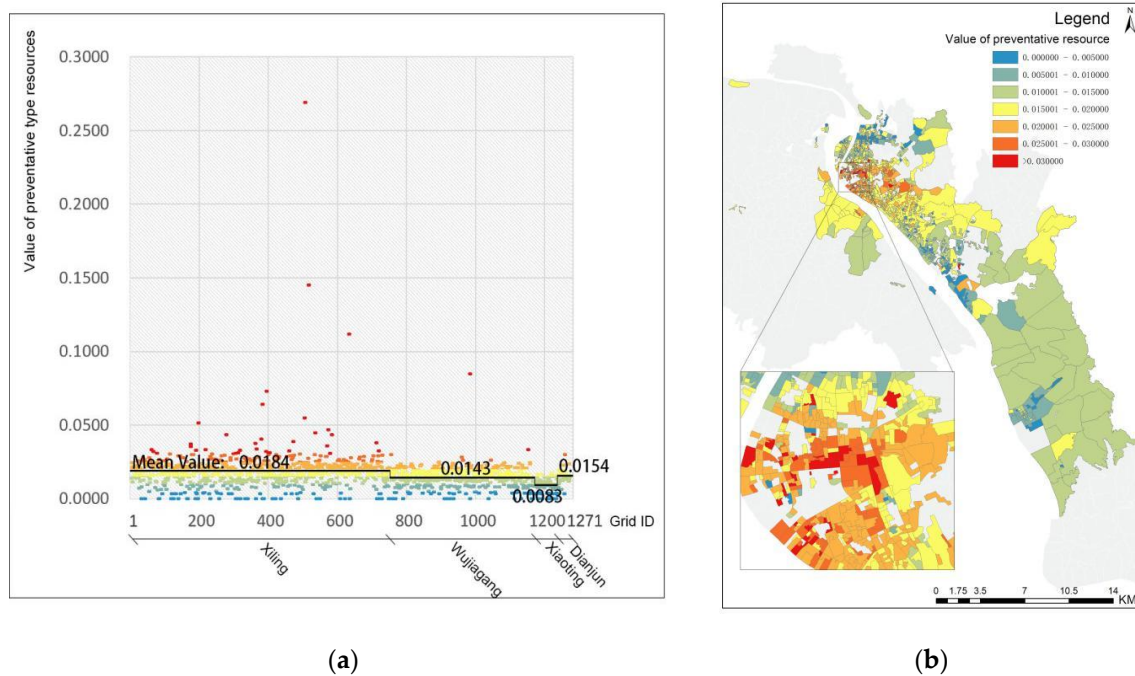 Value of preventative type resources
0.3000
0.2500
0.2000
0.1500
0.1000
0.0500
0.0000
Mean Value: 0.0184
0.0143
0.0083
0.0154
1 200 400 600 800 1000 1200 1271 Grid ID
Xiling
Wujiagang
Xiaoting
Dianjun
(a)
N
Legend
Value of preventative resource
0.000000 - 0.005000
0.005001 - 0.010000
0.010001 - 0.015000
0.015001 - 0.020000
0.020001 - 0.025000
0.025001 - 0.030000
>0.030000
0 1.75 3.5 7 10.5 14
KM
(b)